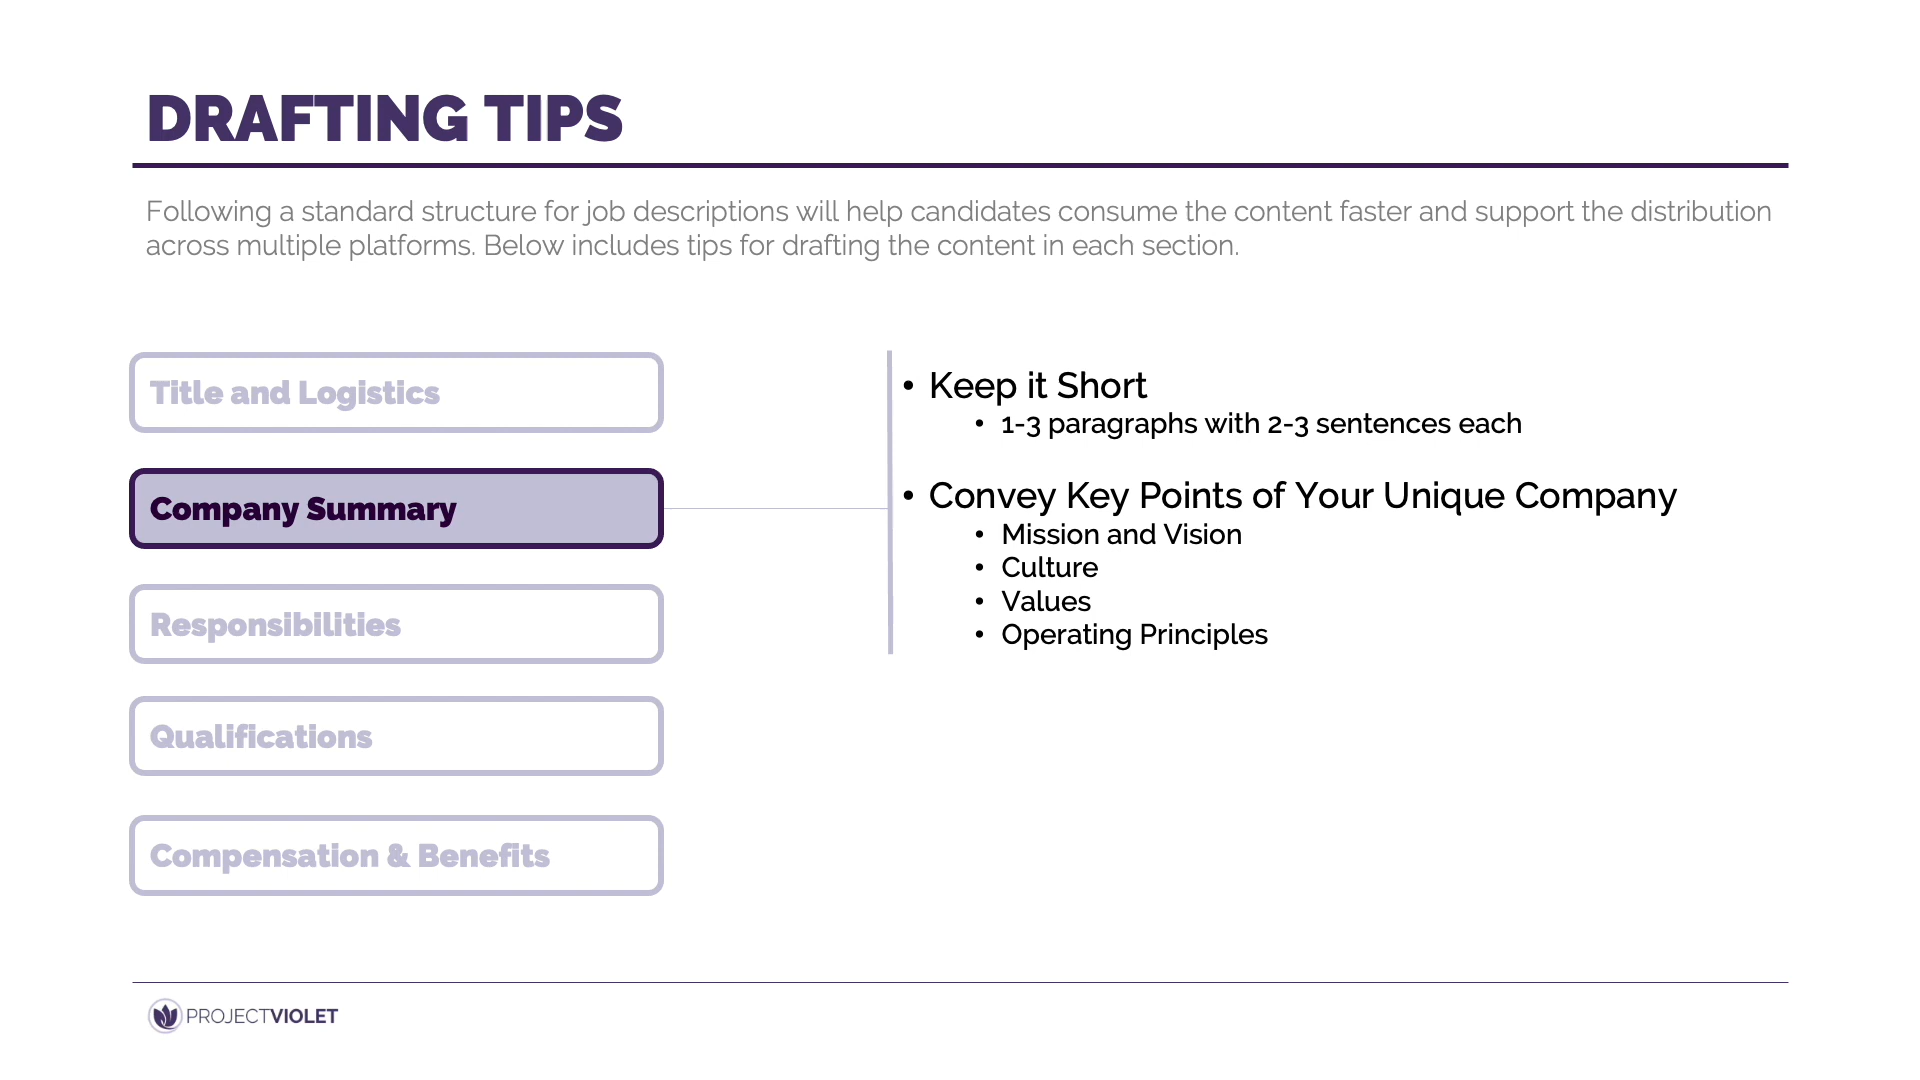 DRAFTING TIPS
Following a standard structure for job descriptions will help candidates consume the content faster and support the distribution
across multiple platforms. Below includes tips for drafting the content in each section.
Title and Logistics
Company Summary
Responsibilities
Qualifications
Compensation & Benefits
• Keep it Short
• 1-3 paragraphs with 2-3 sentences each
• Convey Key Points of Your Unique Company
• Mission and Vision
• Culture
• Values
• Operating Principles
PROJECTVIOLET